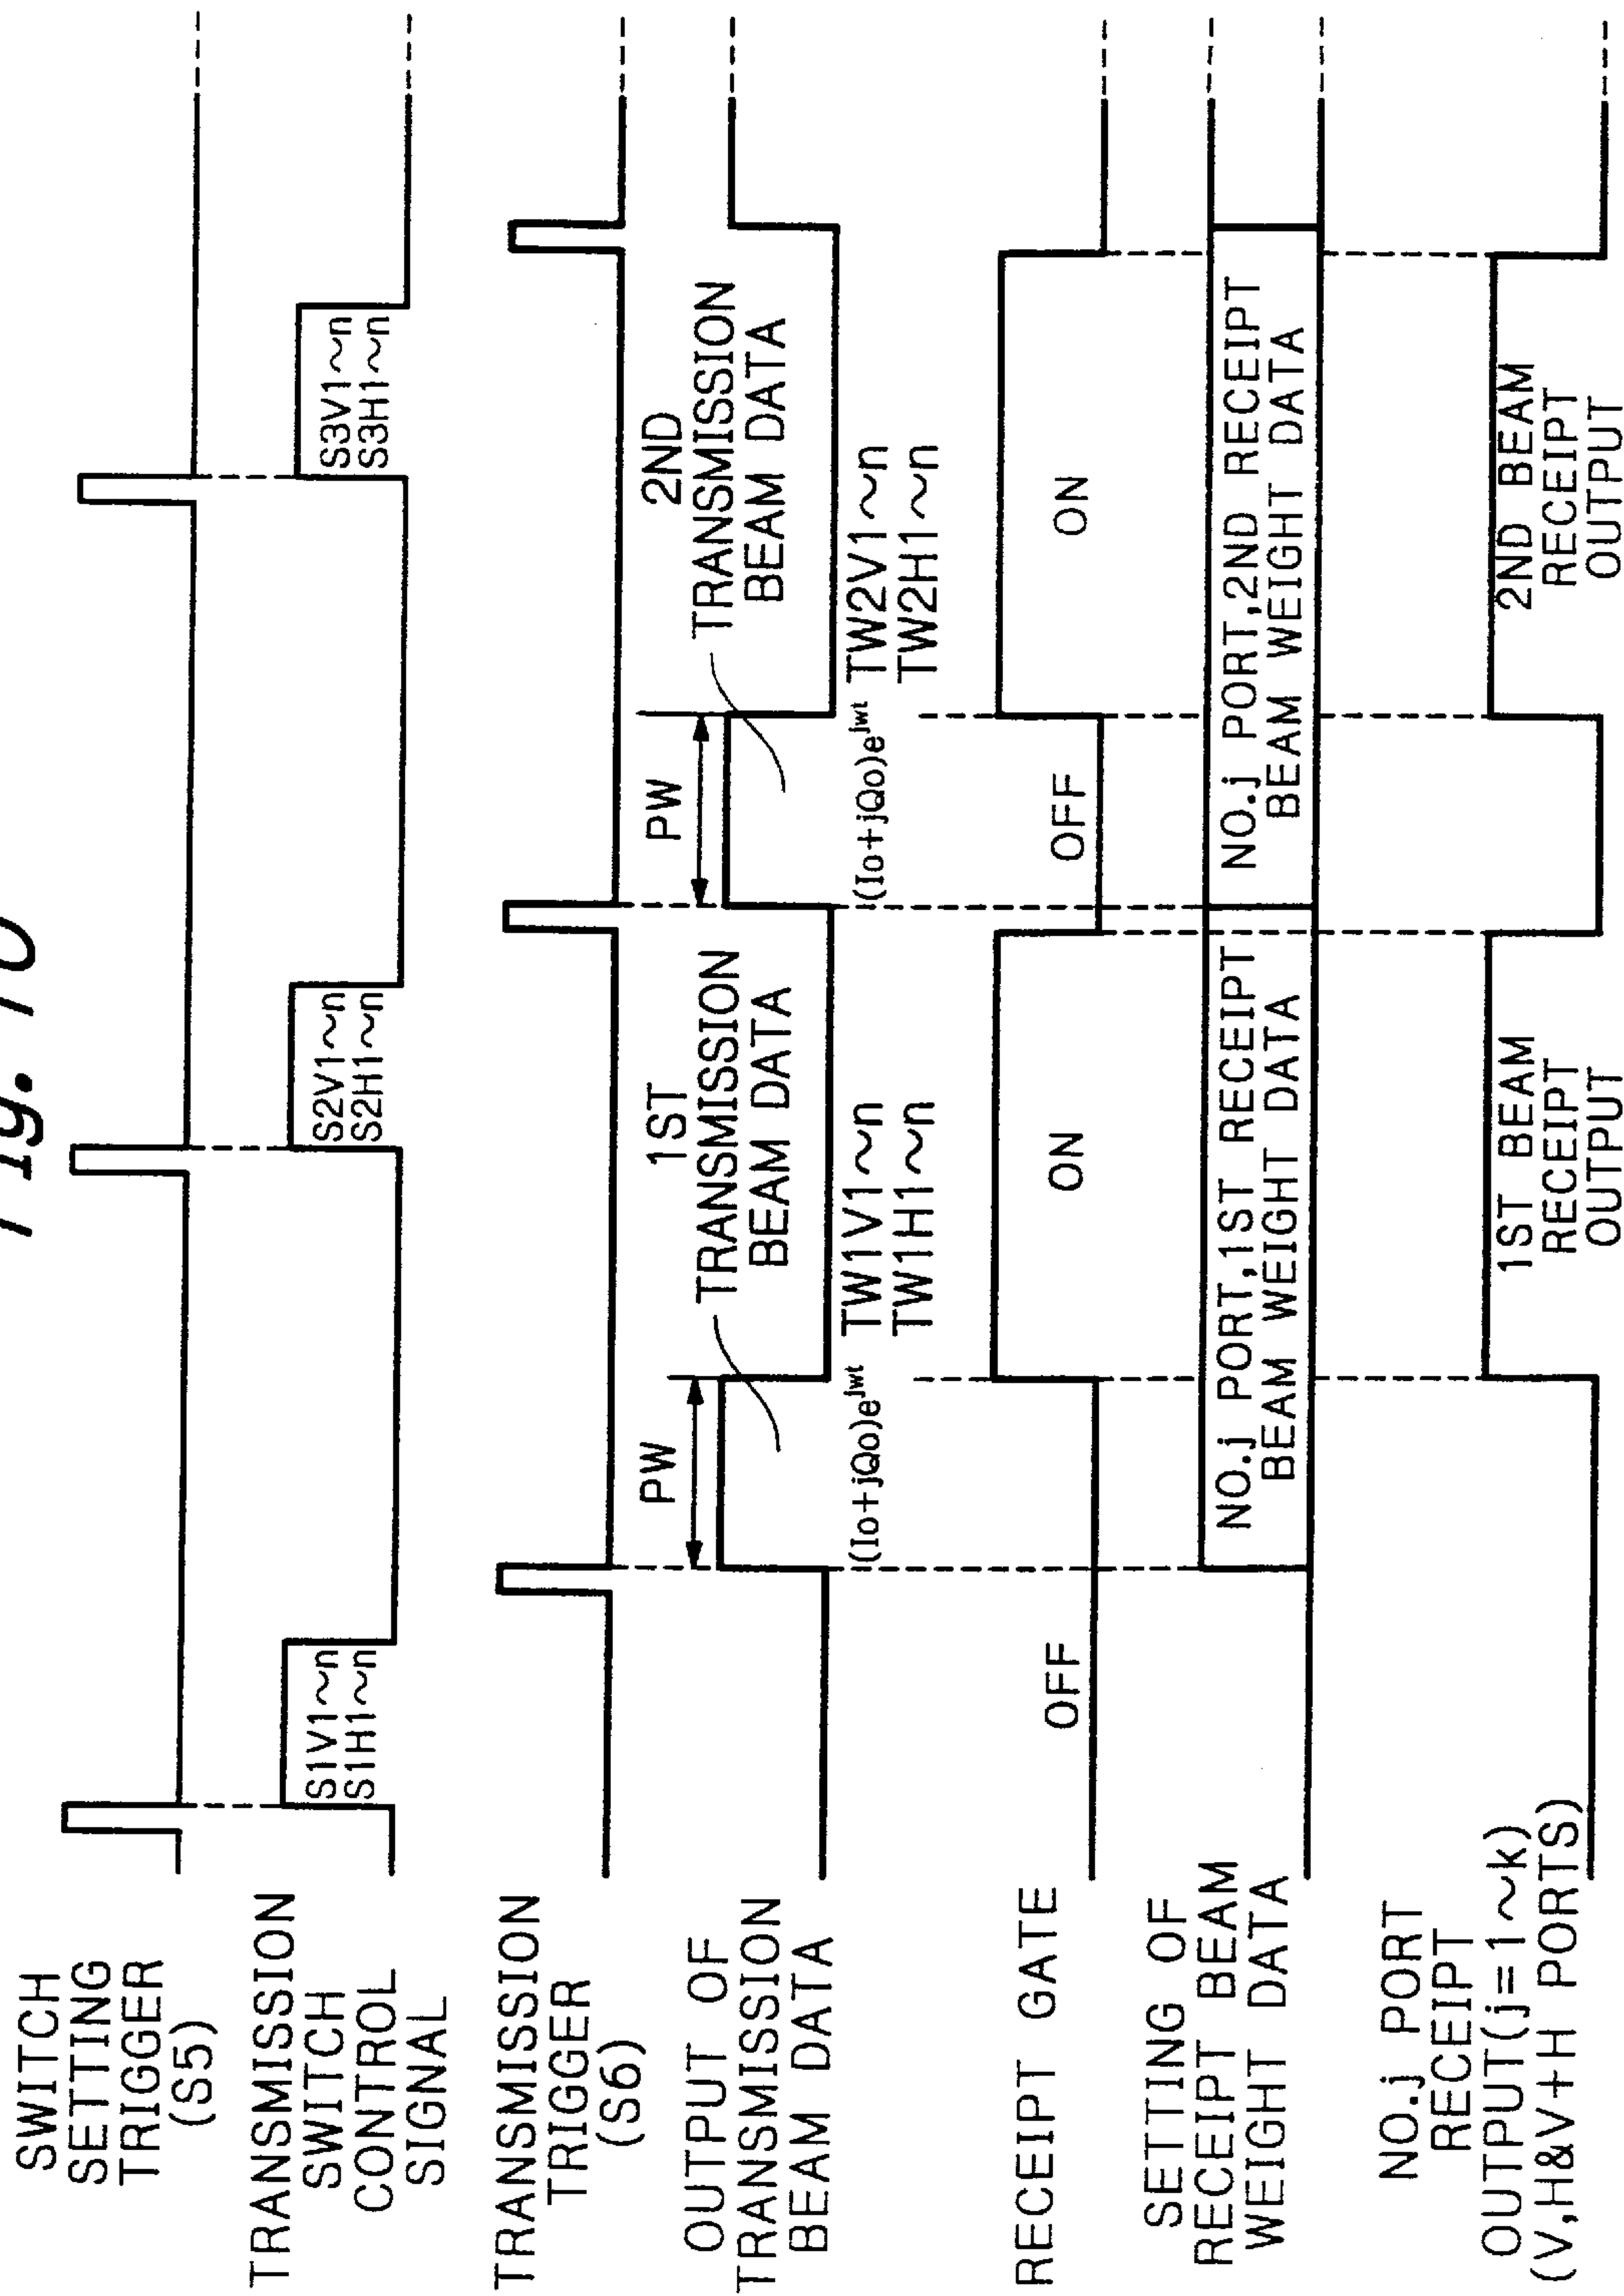 Fig. 10
SWITCH
SETTING
TRIGGER
(S5)
TRANSMISSION
SWITCH
CONTROL
SIGNAL
S1V1~n
S1H1~n
S2V1~n
S2H1~n
S3V1~n
S3H1~n
TRANSMISSION
TRIGGER
(S6)
OUTPUT OF
TRANSMISSION
BEAM DATA
PW
1ST
TRANSMISSION
BEAM DATA
(Io+jQo)e^jwt
TW1V1~n
TW1H1~n
PW
2ND
TRANSMISSION
BEAM DATA
(Io+jQo)e^jwt
TW2V1~n
TW2H1~n
RECEIPT GATE
OFF
ON
OFF
ON
SETTING OF
RECEIPT BEAM
WEIGHT DATA
NO.j PORT,1ST RECEIPT
BEAM WEIGHT DATA
NO.j PORT,2ND RECEIPT
BEAM WEIGHT DATA
NO.j PORT
RECEIPT
OUTPUT(j=1~k)
(V,H&V+H PORTS)
1ST BEAM
RECEIPT
OUTPUT
2ND BEAM
RECEIPT
OUTPUT